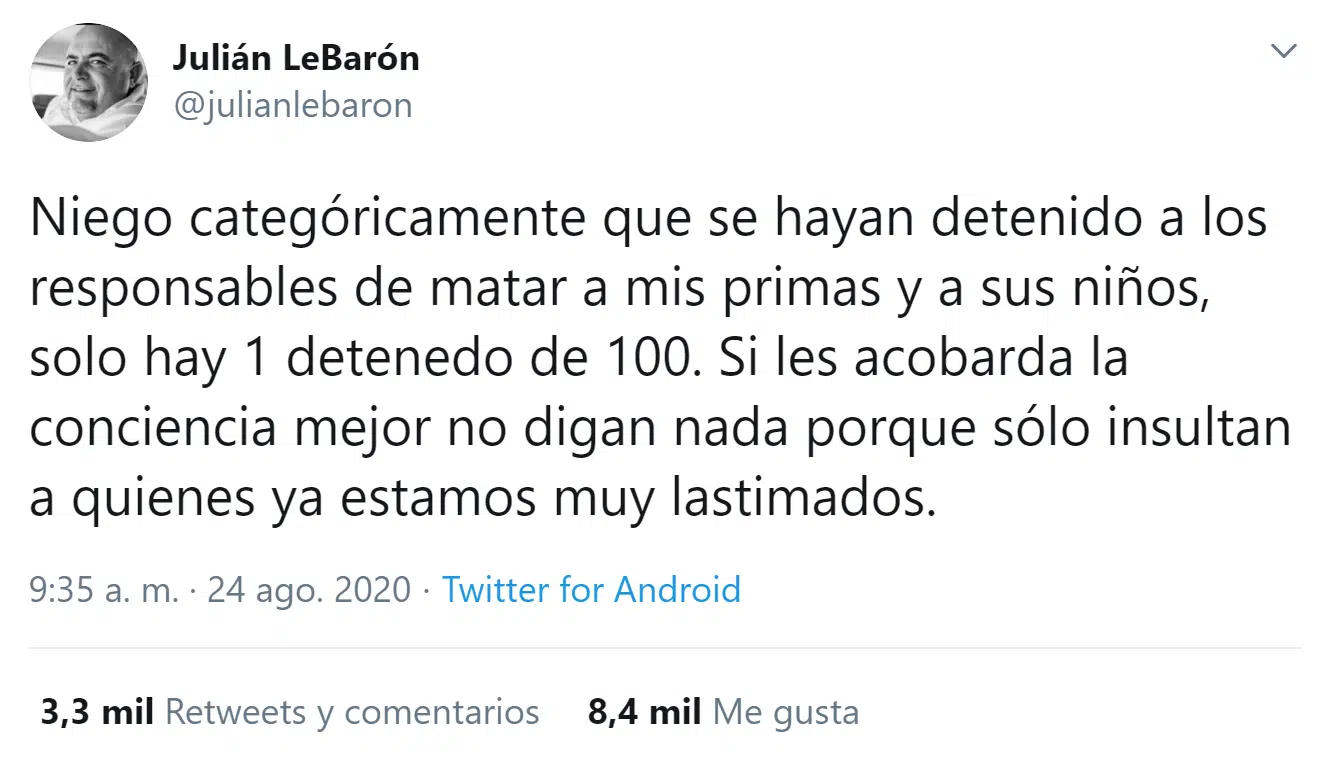 Julián LeBarón
@julianlebaron
Niego categóricamente que se hayan detenido a los
responsables de matar a mis primas y a sus niños,
solo hay 1 detenedo de 100. Si les acobarda la
conciencia mejor no digan nada porque sólo insultan
a quienes ya estamos muy lastimados.
9:35 a. m. · 24 ago. 2020 · Twitter for Android
3,3 mil Retweets y comentarios 8,4 mil Me gusta